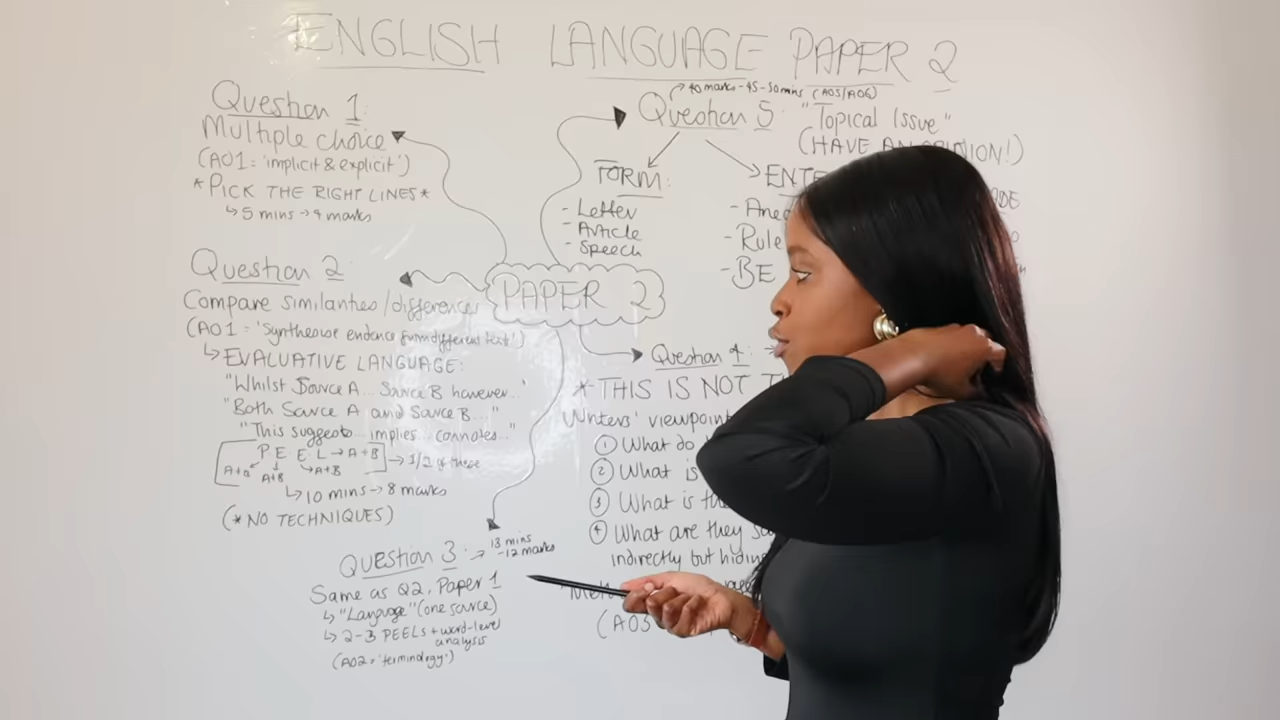 ENGLISH LANGUAGE PAPER 2
Question 1:
Multiple choice
(AO1 = 'implicit & explicit')
*PICK THE RIGHT LINES*
↳ 5 mins → 4 marks
Question 2:
Compare similarities/differences
(AO1 = 'Synthesise evidence from different text')
↳ EVALUATIVE LANGUAGE:
"Whilst Source A... Source B however..."
"Both Source A and Source B..."
"This suggests... implies... connotes..."
P E E L → A + B
→ 1/2 of these
A+B A+B ↳ A+B
↳ 10 mins → 8 marks
(*NO TECHNIQUES)
Question 3: → 13 mins
-12 marks
Same as Q2, Paper 1
↳ "Language" (one source)
↳ 2-3 PEELs + word-level
analysis
(AO2 = 'terminology')
PAPER 2
40 marks - 45-50mns (AO5/AO6)
Question 5: "Topical Issue"
(HAVE AN OPINION!)
FORM:
- Letter
- Article
- Speech
- Rule
- BE
Question 4: →
* THIS IS NOT
Writers' viewpoint
① What do
② What is
③ What is
④ What are they
indirectly but